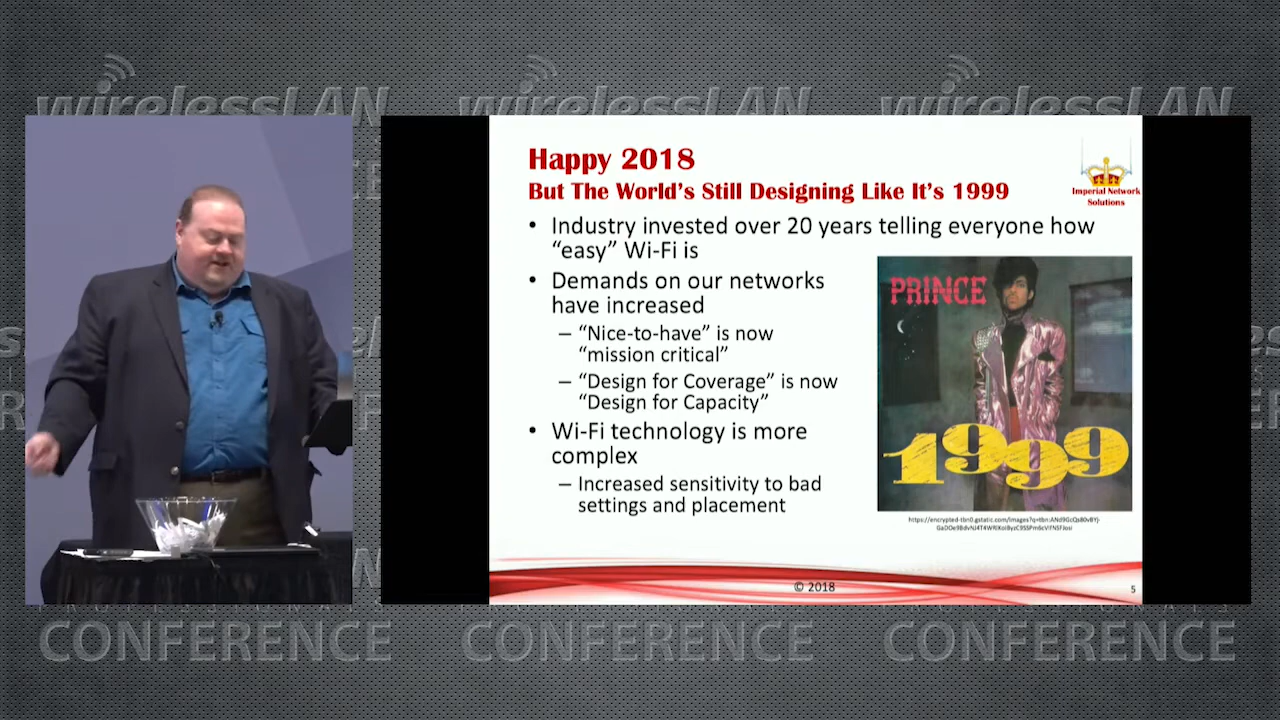 wirelessLAN wirelessLAN wirelessLAN
Happy 2018
But The World's Still Designing Like It's 1999
Imperial Network
Solutions
• Industry invested over 20 years telling everyone how
“easy” Wi-Fi is
• Demands on our networks
have increased
– “Nice-to-have” is now
“mission critical”
– “Design for Coverage” is now
“Design for Capacity”
• Wi-Fi technology is more
complex
– Increased sensitivity to bad
settings and placement
PRINCE
1999
© 2018
5
CONFERENCE CONFERENCE CONFERENCE